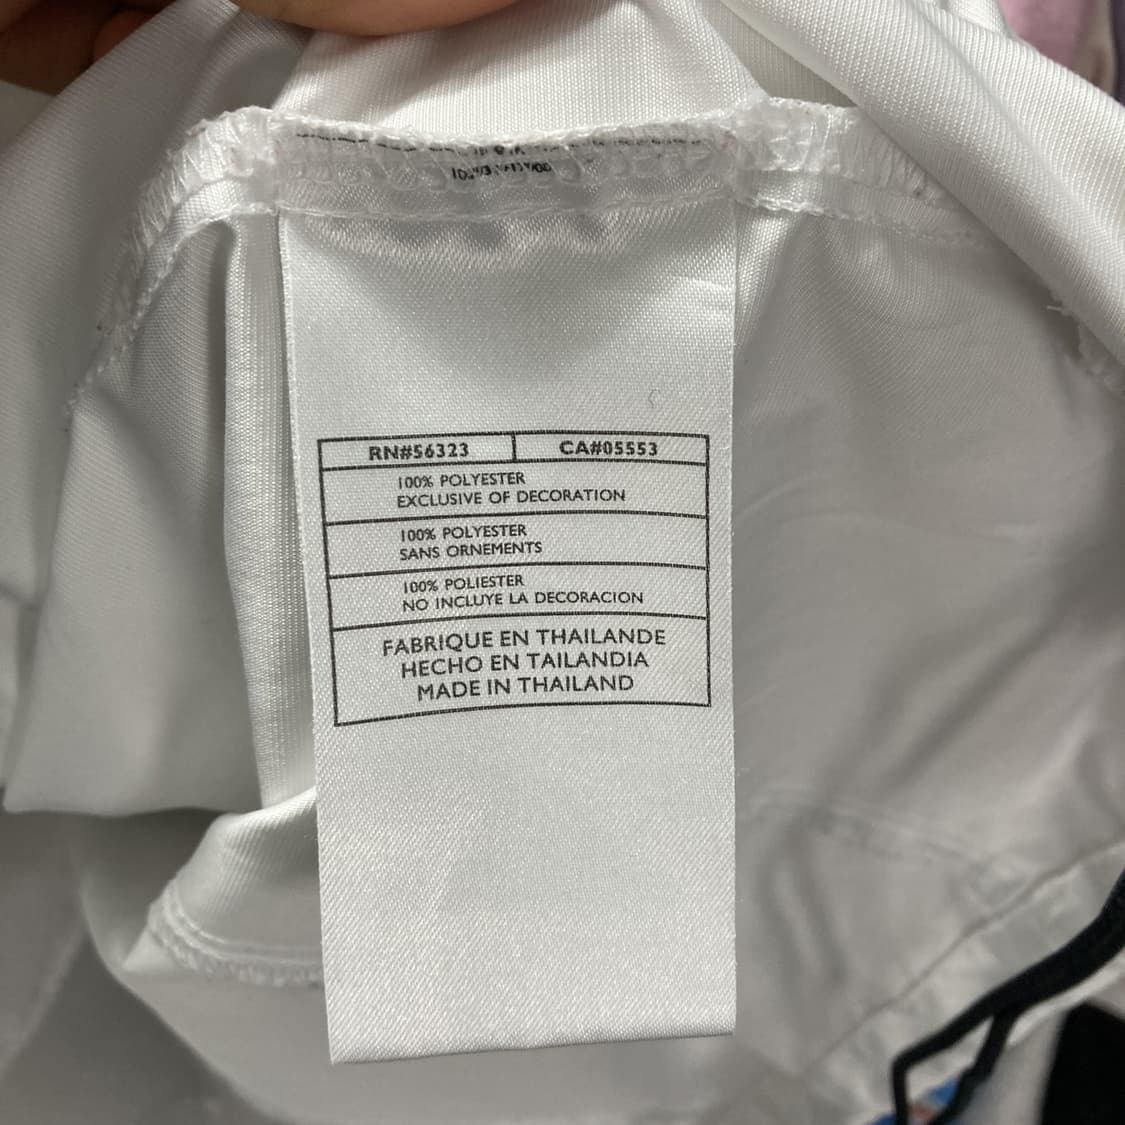 RN#56323 CA#05553
100% POLYESTER
EXCLUSIVE OF DECORATION
100% POLYESTER
SANS ORNEMENTS
100% POLIESTER
NO INCLUYE LA DECORACION
FABRIQUE EN THAILANDE
HECHO EN TAILANDIA
MADE IN THAILAND